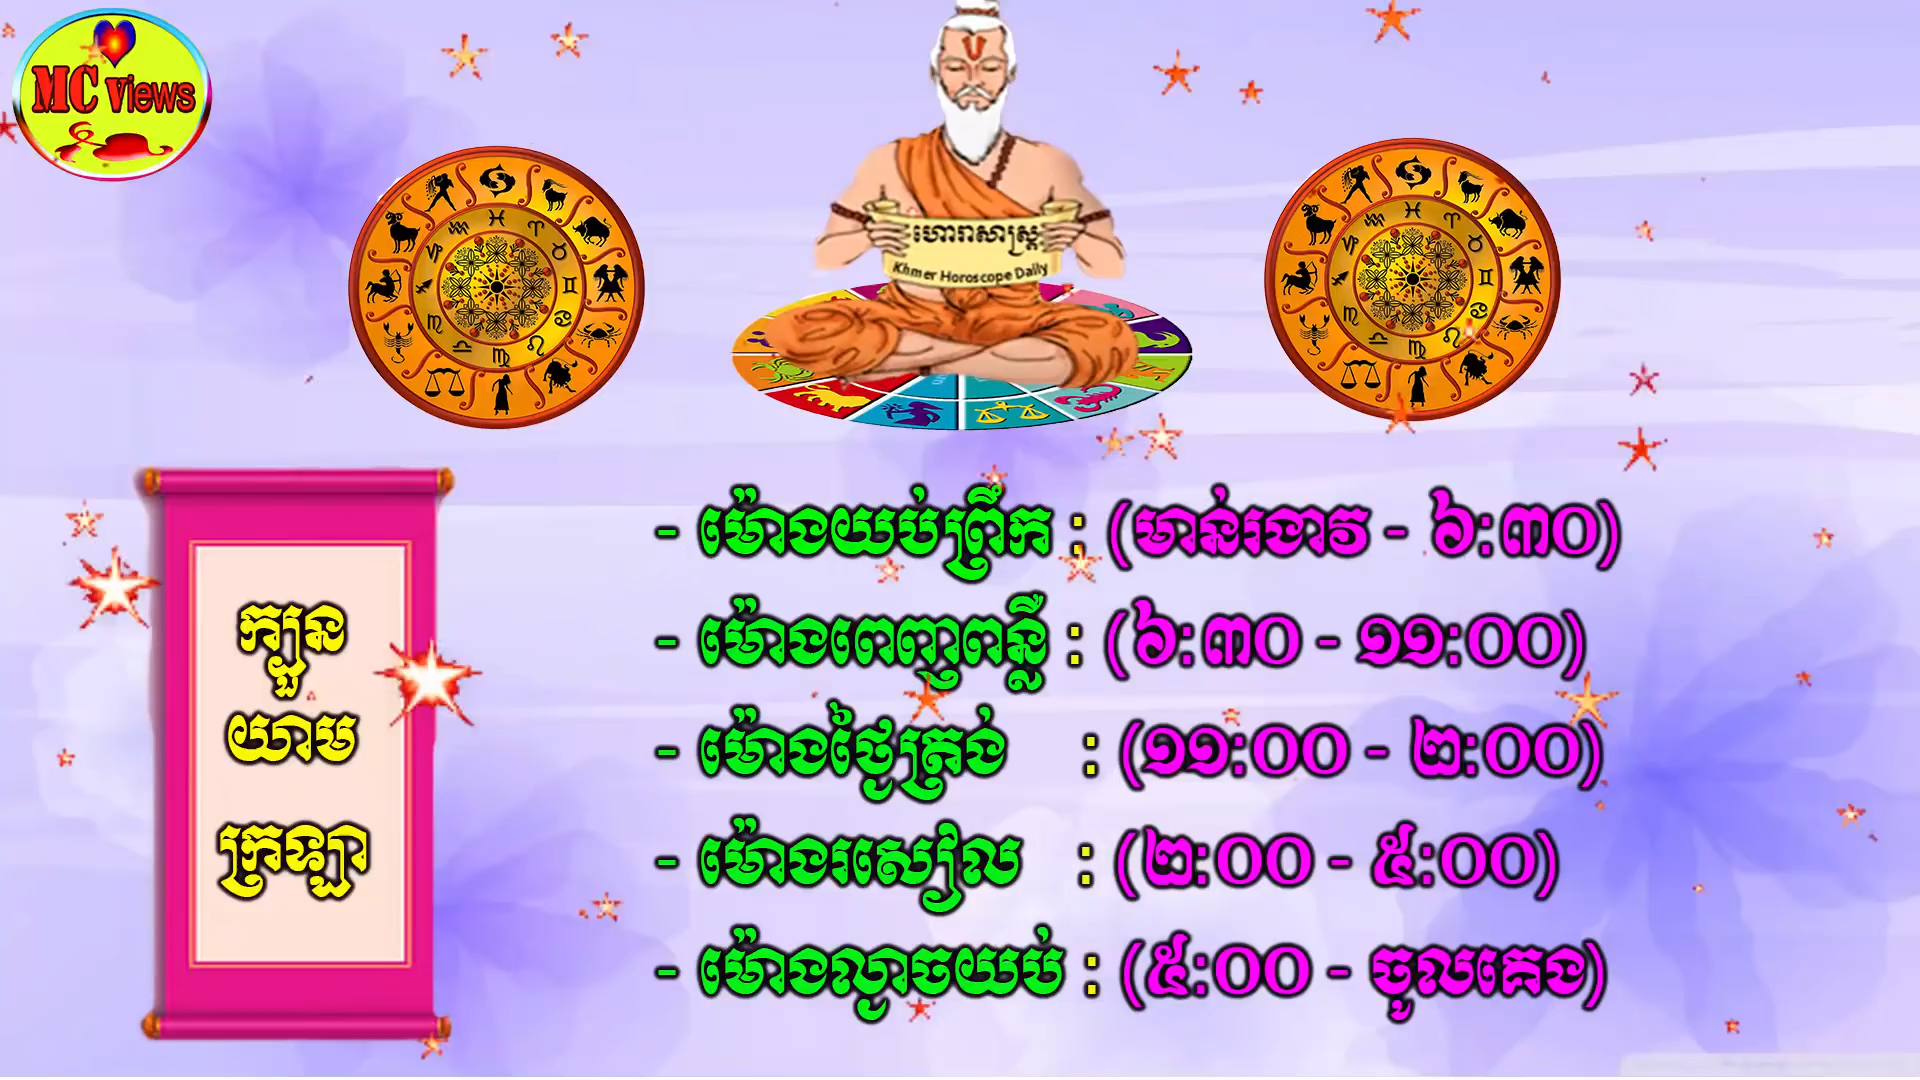 MC Views
ហោរាសាស្ត្រ
Khmer Horoscope Daily
ក្បួន
យាម
ក្រឡា
- ម៉ោងយប់ព្រឹក : (មាន់រងាវ - ៦:៣០)
- ម៉ោងពេញពន្លឺ : (៦:៣០ - ១១:០០)
- ម៉ោងថ្ងៃត្រង់ : (១១:០០ - ២:០០)
- ម៉ោងរសៀល : (២:០០ - ៥:០០)
- ម៉ោងល្ងាចយប់ : (៥:០០ - ចូលគេង)